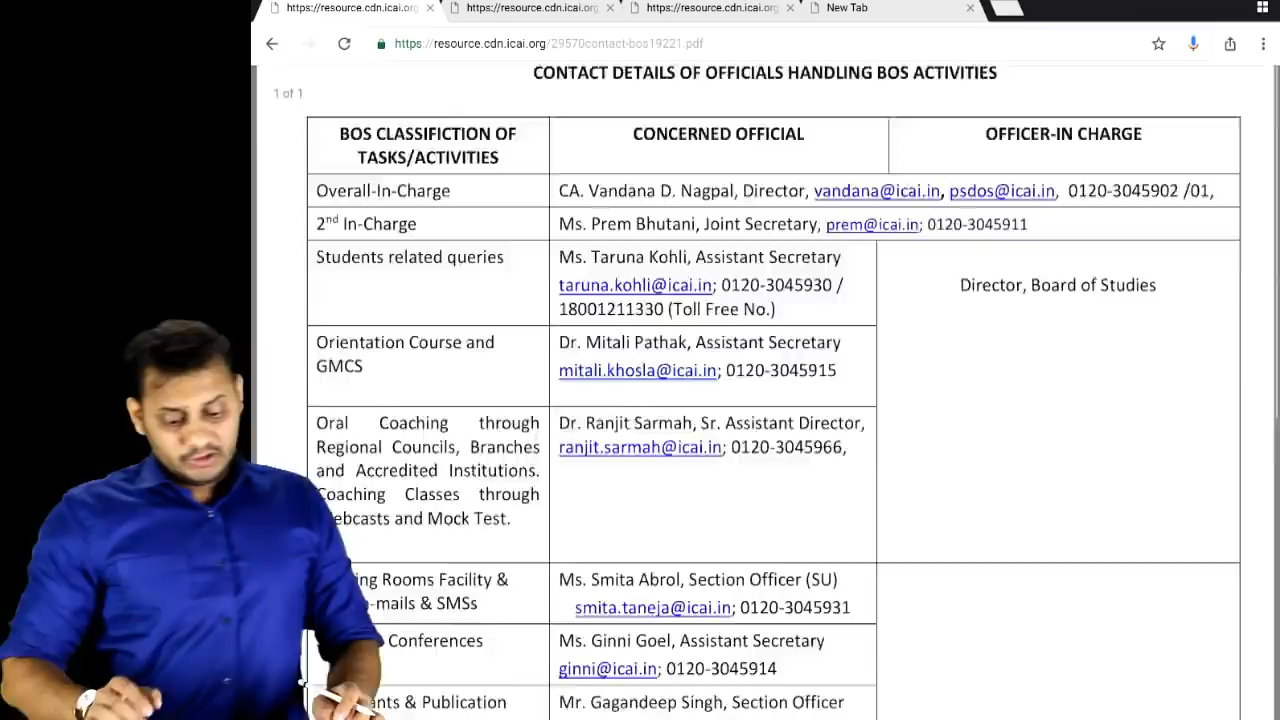 https://resource.cdn.icai.org
https://resource.cdn.icai.org
https://resource.cdn.icai.org
New Tab
https://resource.cdn.icai.org/29570contact-bos19221.pdf
CONTACT DETAILS OF OFFICIALS HANDLING BOS ACTIVITIES
1 of 1
BOS CLASSIFICTION OF
TASKS/ACTIVITIES
CONCERNED OFFICIAL
OFFICER-IN CHARGE
Overall-In-Charge
CA. Vandana D. Nagpal, Director, vandana@icai.in, psdos@icai.in, 0120-3045902 /01,
2nd In-Charge
Ms. Prem Bhutani, Joint Secretary, prem@icai.in; 0120-3045911
Students related queries
Ms. Taruna Kohli, Assistant Secretary
taruna.kohli@icai.in; 0120-3045930 /
18001211330 (Toll Free No.)
Director, Board of Studies
Orientation Course and
GMCS
Dr. Mitali Pathak, Assistant Secretary
mitali.khosla@icai.in; 0120-3045915
Oral Coaching through
Regional Councils, Branches
and Accredited Institutions.
Coaching Classes through
Webcasts and Mock Test.
Dr. Ranjit Sarmah, Sr. Assistant Director,
ranjit.sarmah@icai.in; 0120-3045966,
Rooms Facility &
mails & SMSs
Ms. Smita Abrol, Section Officer (SU)
smita.taneja@icai.in; 0120-3045931
Conferences
Ms. Ginni Goel, Assistant Secretary
ginni@icai.in; 0120-3045914
& Publication
Mr. Gagandeep Singh, Section Officer